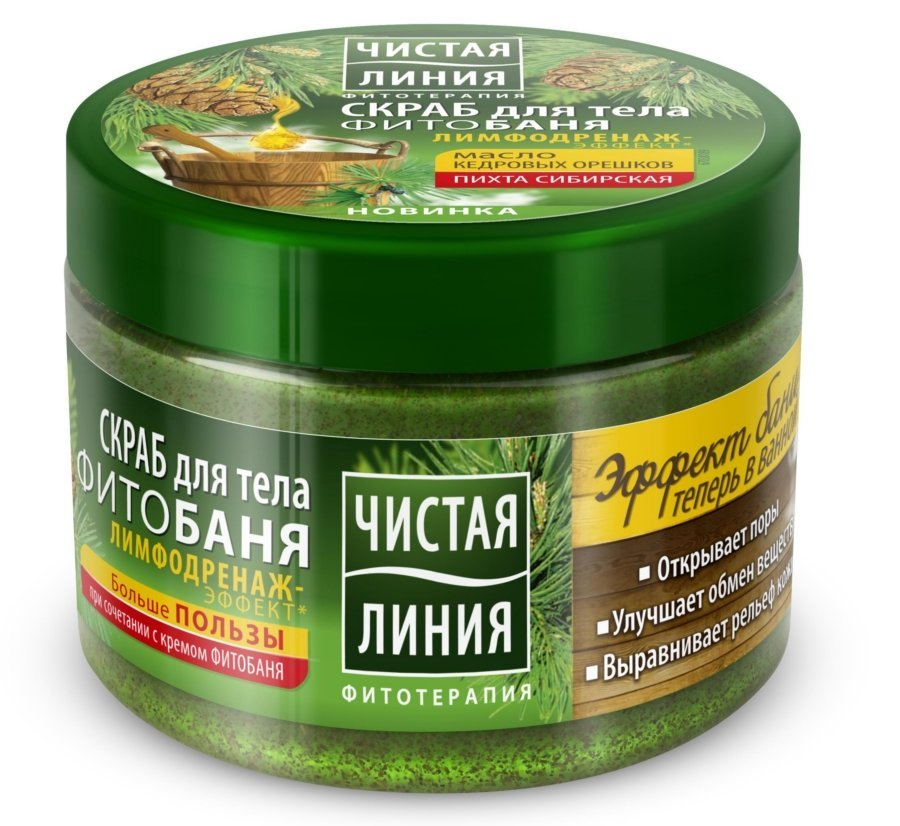 ЧИСТАЯ
ЛИНИЯ
ФИТОТЕРАПИЯ
СКРАБ для тела
ФИТОБАНЯ
ЛИМФОДРЕНАЖ-
ЭФФЕКТ*
масло
КЕДРОВЫХ ОРЕШКОВ
ПИХТА СИБИРСКАЯ
НОВИНКА
СКРАБ для тела
ФИТОБАНЯ
ЛИМФОДРЕНАЖ-
ЭФФЕКТ*
Больше ПОЛЬЗЫ
при сочетании с кремом ФИТОБАНЯ
ЧИСТАЯ
ЛИНИЯ
ФИТОТЕРАПИЯ
Эффект бани
теперь в ванной
▪ Открывает поры
▪ Улучшает обмен веществ
▪ Выравнивает рельеф кожи